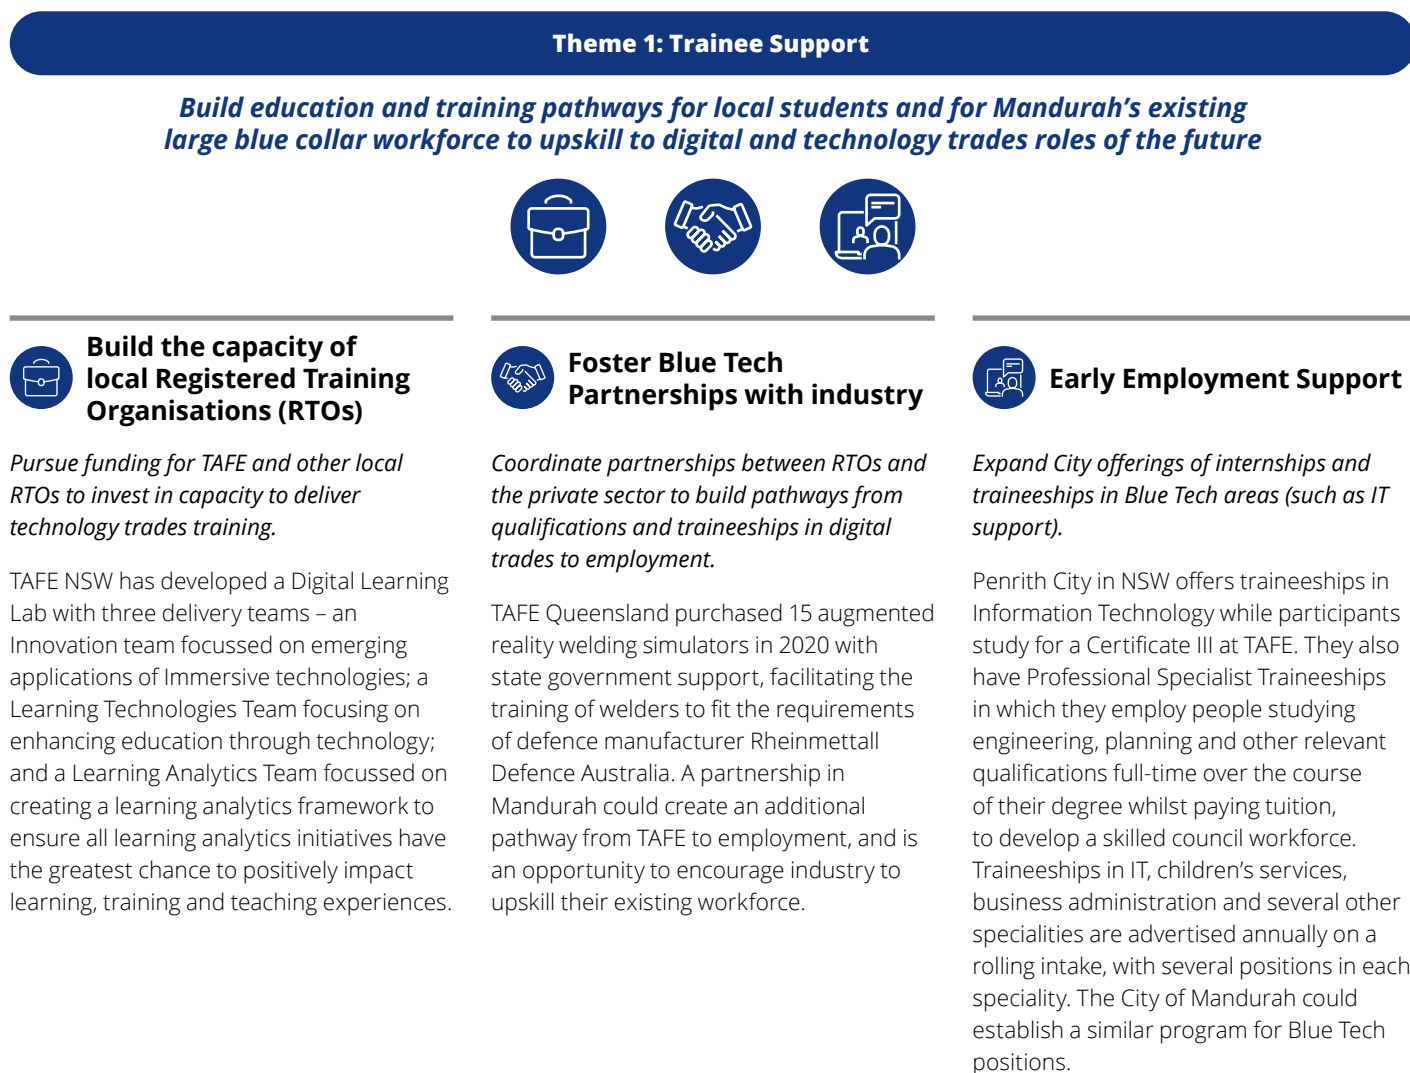 Theme 1: Trainee Support
Build education and training pathways for local students and for Mandurah’s existing
large blue collar workforce to upskill to digital and technology trades roles of the future
Build the capacity of
local Registered Training
Organisations (RTOs)
Pursue funding for TAFE and other local
RTOs to invest in capacity to deliver
technology trades training.
TAFE NSW has developed a Digital Learning
Lab with three delivery teams – an
Innovation team focussed on emerging
applications of Immersive technologies; a
Learning Technologies Team focusing on
enhancing education through technology;
and a Learning Analytics Team focussed on
creating a learning analytics framework to
ensure all learning analytics initiatives have
the greatest chance to positively impact
learning, training and teaching experiences.
Foster Blue Tech
Partnerships with industry
Coordinate partnerships between RTOs and
the private sector to build pathways from
qualifications and traineeships in digital
trades to employment.
TAFE Queensland purchased 15 augmented
reality welding simulators in 2020 with
state government support, facilitating the
training of welders to fit the requirements
of defence manufacturer Rheinmettall
Defence Australia. A partnership in
Mandurah could create an additional
pathway from TAFE to employment, and is
an opportunity to encourage industry to
upskill their existing workforce.
Early Employment Support
Expand City offerings of internships and
traineeships in Blue Tech areas (such as IT
support).
Penrith City in NSW offers traineeships in
Information Technology while participants
study for a Certificate III at TAFE. They also
have Professional Specialist Traineeships
in which they employ people studying
engineering, planning and other relevant
qualifications full-time over the course
of their degree whilst paying tuition,
to develop a skilled council workforce.
Traineeships in IT, children’s services,
business administration and several other
specialities are advertised annually on a
rolling intake, with several positions in each
speciality. The City of Mandurah could
establish a similar program for Blue Tech
positions.